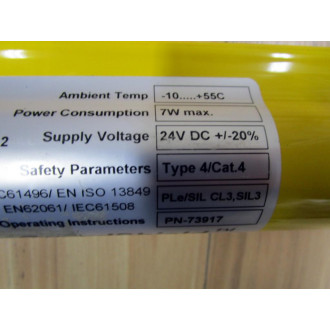 Ambient Temp -10.....+55C
Power Consumption 7W max.
2 Supply Voltage 24V DC +/-20%
Safety Parameters Type 4/Cat.4
C61496/ EN ISO 13849
EN62061/ IEC61508 PLe/SIL CL3,SIL3
Operating Instructions PN-73917